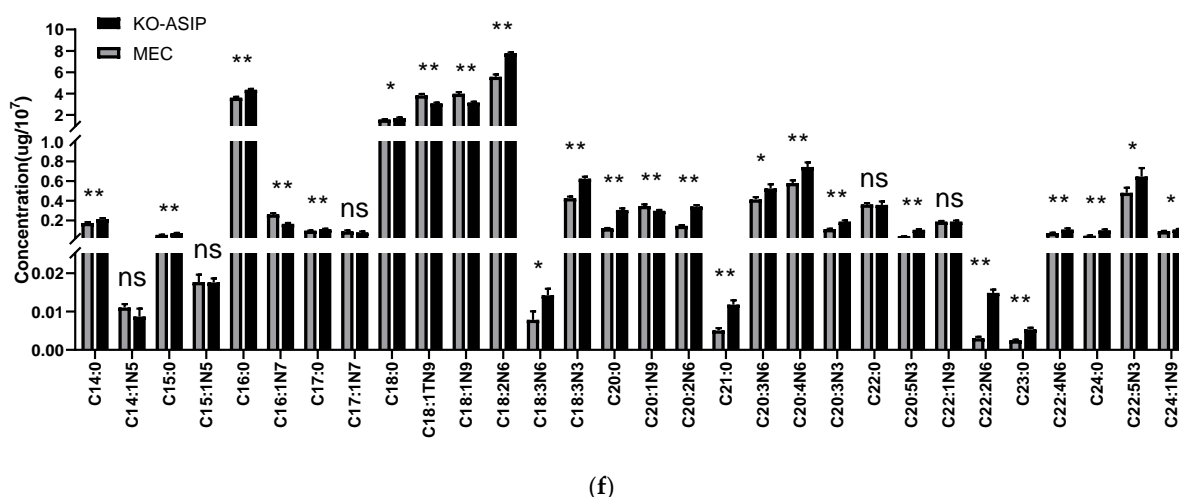 KO-ASIP
MEC
Concentration(ug/10⁷)
10
8
6
4
2
1.0
0.8
0.6
0.4
0.2
0.02
0.01
0.00
** ns ** ns ** ** ** ns * ** ** ** * ** ** ** ** ** * ** ** ns ** ns ** ** ** ** * *
C14:0
C14:1N5
C15:0
C15:1N5
C16:0
C16:1N7
C17:0
C17:1N7
C18:0
C18:1TN9
C18:1N9
C18:2N6
C18:3N6
C18:3N3
C20:0
C20:1N9
C20:2N6
C21:0
C20:3N6
C20:4N6
C20:3N3
C22:0
C20:5N3
C22:1N9
C22:2N6
C23:0
C22:4N6
C24:0
C22:5N3
C24:1N9
(f)